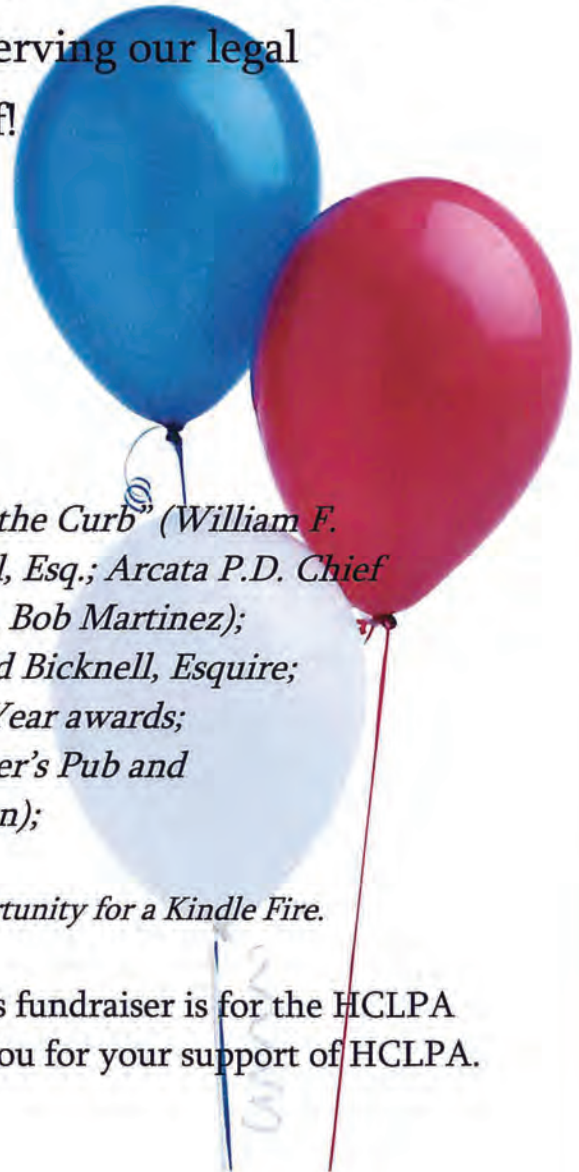 erving our legal
f!
the Curb” (William F.
l, Esq.; Arcata P.D. Chief
Bob Martinez);
d Bicknell, Esquire;
Year awards;
er’s Pub and
n);
rtunity for a Kindle Fire.
s fundraiser is for the HCLPA
ou for your support of HCLPA.